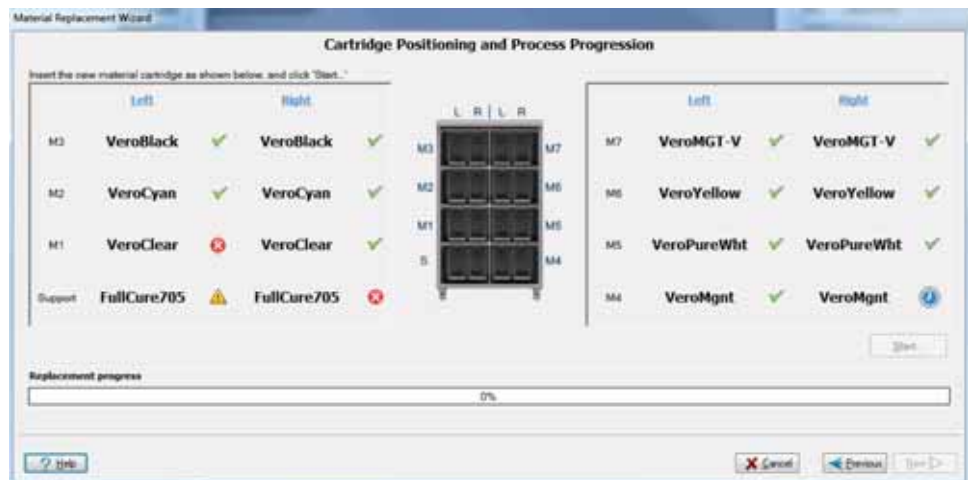 Material Replacement Wizard
Cartridge Positioning and Process Progression
Insert the new material cartridge as shown below, and click 'Start...'
Left Right
M3 VeroBlack VeroBlack
M2 VeroCyan VeroCyan
M1 VeroClear VeroClear
Support FullCure705 FullCure705
L R L R
M3 M7
M2 M6
M1 M5
S M4
Left Right
M7 VeroMGT-V VeroMGT-V
M6 VeroYellow VeroYellow
M5 VeroPureWht VeroPureWht
M4 VeroMgnt VeroMgnt
Start
Replacement progress
0%
? Help Cancel Previous Next